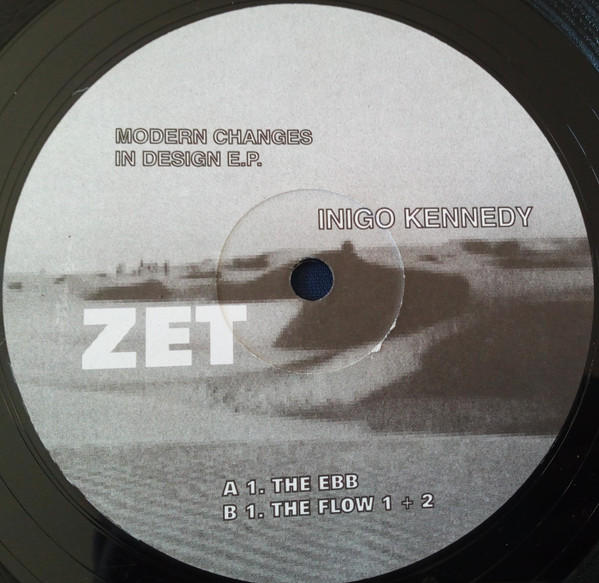 MODERN CHANGES
IN DESIGN E.P.
INIGO KENNEDY
ZET
A 1. THE EBB
B 1. THE FLOW 1 + 2